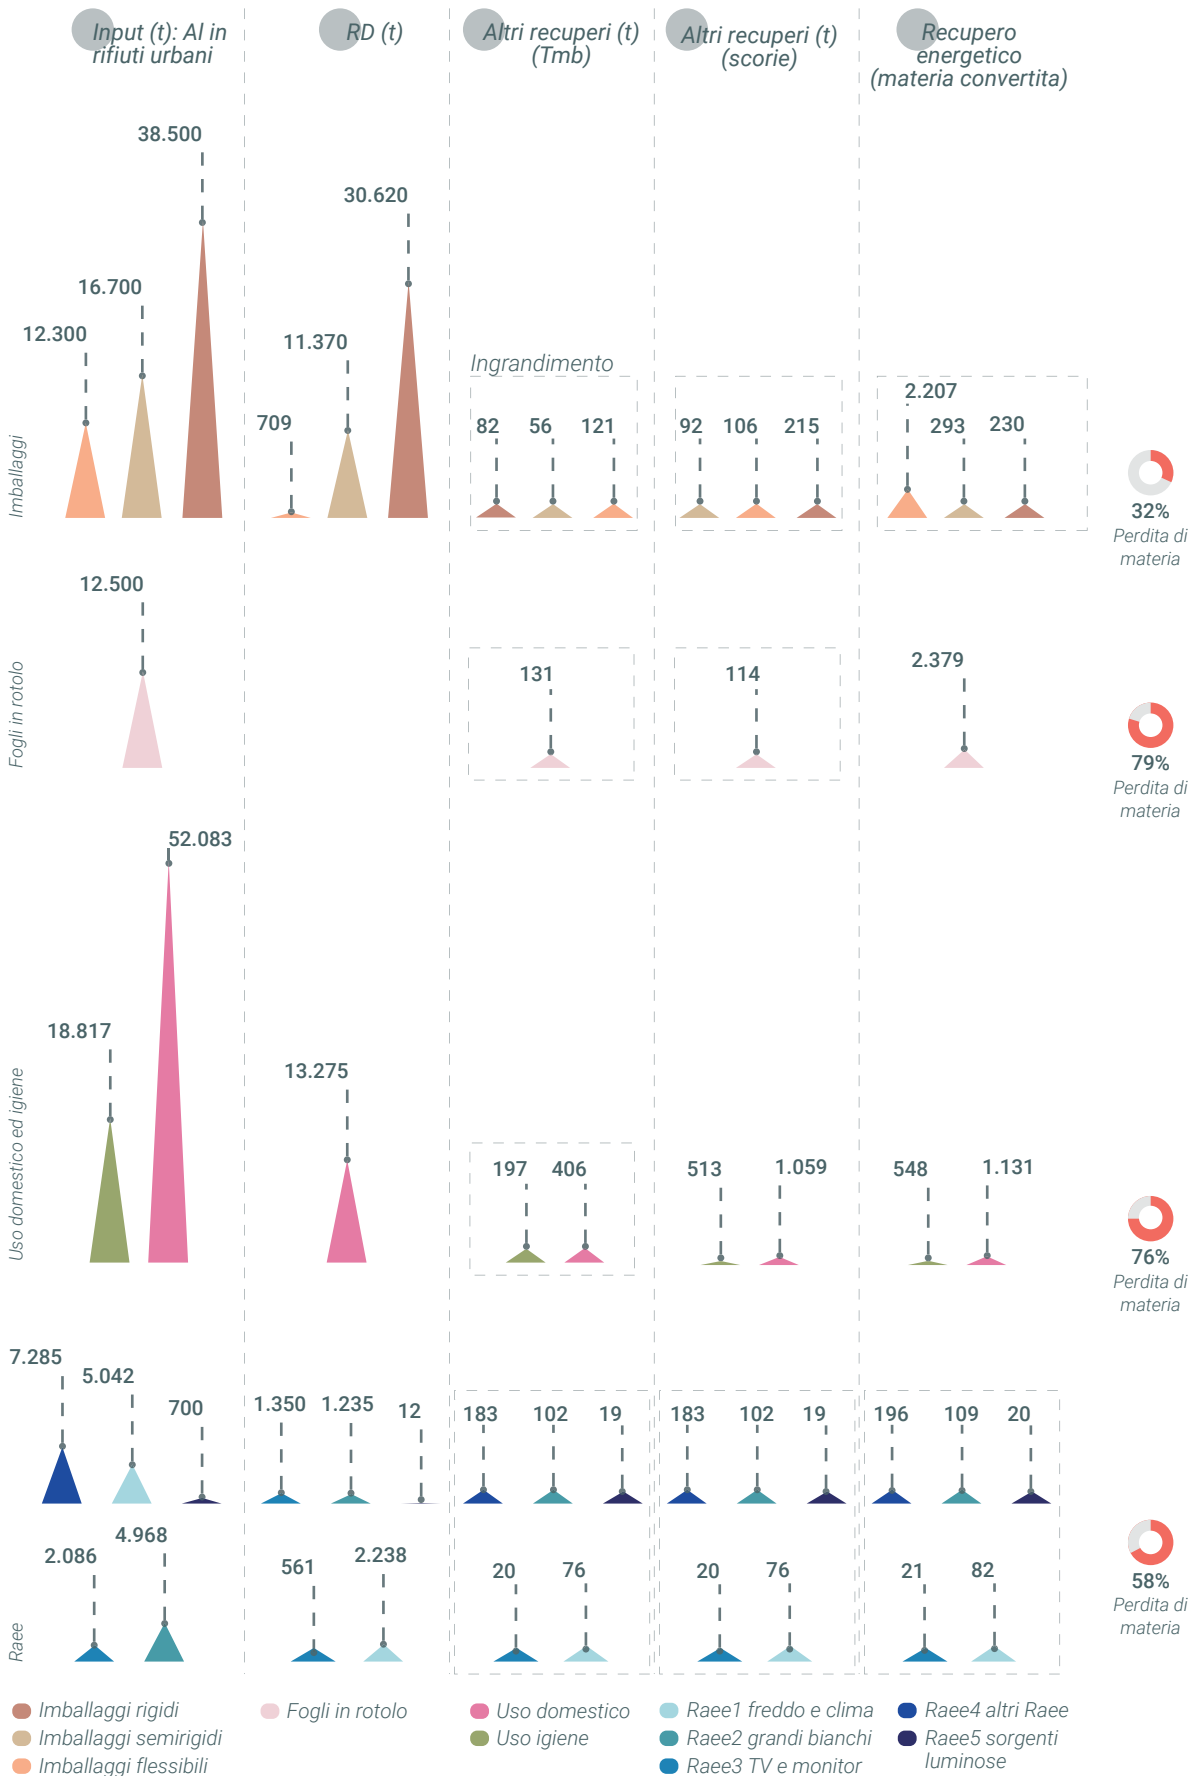 Input (t): Al in
rifiuti urbani
RD (t)
Altri recuperi (t)
(Tmb)
Altri recuperi (t)
(scorie)
Recupero
energetico
(materia convertita)
Imballaggi
12.300
16.700
38.500
709
11.370
30.620
Ingrandimento
82
56
121
92
106
215
2.207
293
230
32%
Perdita di
materia
Fogli in rotolo
12.500
131
114
2.379
79%
Perdita di
materia
Uso domestico ed igiene
18.817
52.083
13.275
197
406
513
1.059
548
1.131
76%
Perdita di
materia
Raee
7.285
5.042
700
1.350
1.235
12
183
102
19
183
102
19
196
109
20
2.086
4.968
561
2.238
20
76
20
76
21
82
58%
Perdita di
materia
Imballaggi rigidi
Imballaggi semirigidi
Imballaggi flessibili
Fogli in rotolo
Uso domestico
Uso igiene
Raee1 freddo e clima
Raee2 grandi bianchi
Raee3 TV e monitor
Raee4 altri Raee
Raee5 sorgenti
luminose